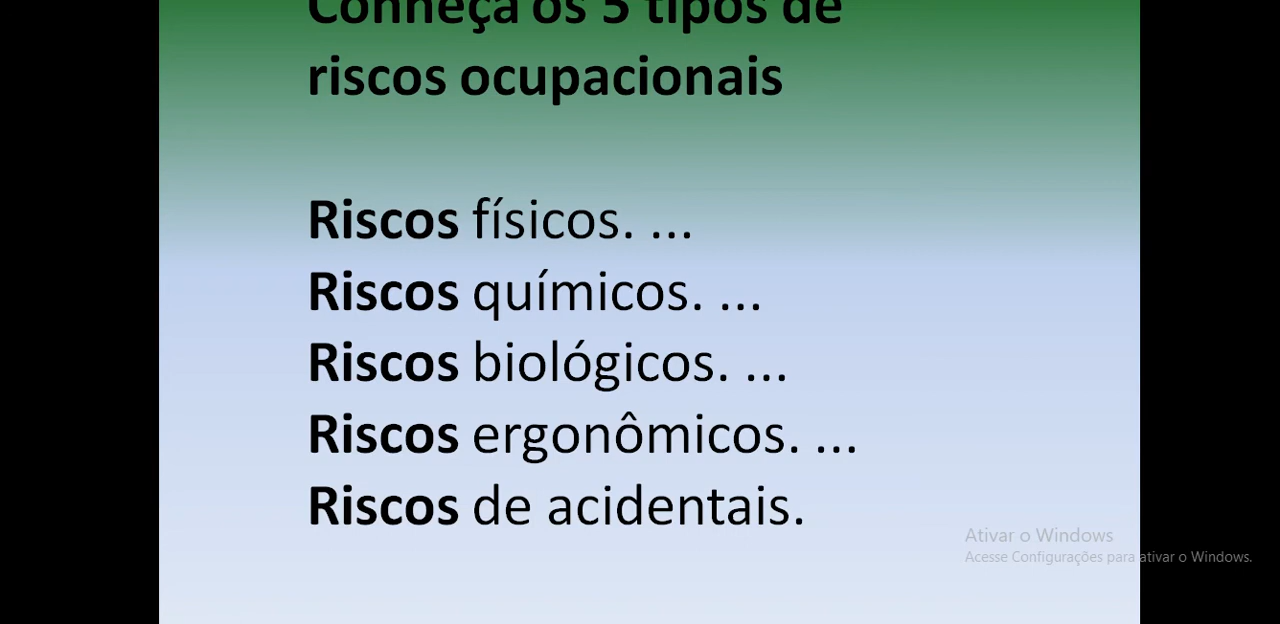 Conheça os 5 tipos de
riscos ocupacionais
Riscos físicos. ...
Riscos químicos. ...
Riscos biológicos. ...
Riscos ergonômicos. ...
Riscos de acidentais.
Ativar o Windows
Acesse Configurações para ativar o Windows.